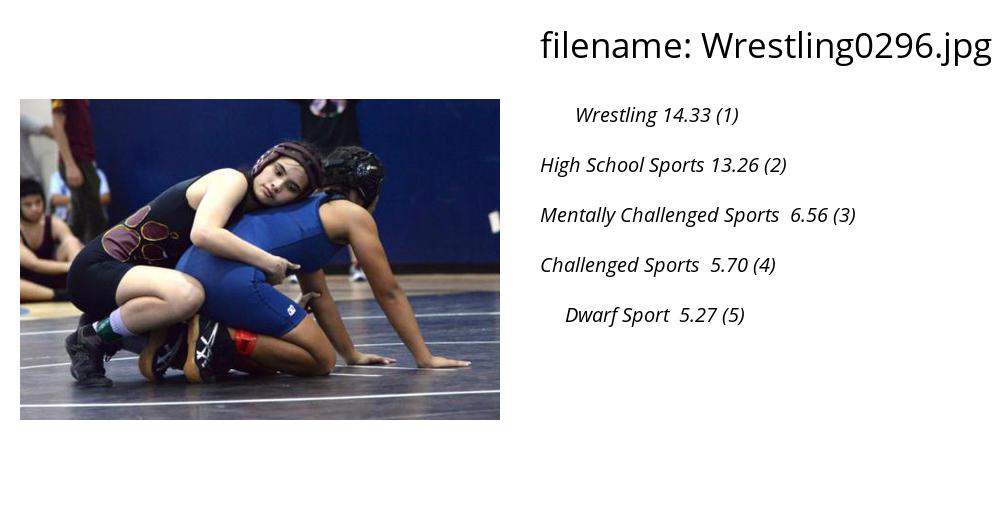 filename: Wrestling0296.jpg
Wrestling 14.33 (1)
High School Sports 13.26 (2)
Mentally Challenged Sports 6.56 (3)
Challenged Sports 5.70 (4)
Dwarf Sport 5.27 (5)